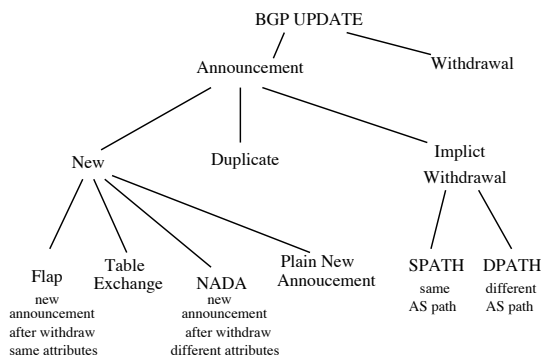 BGP UPDATE
Announcement
Withdrawal
New
Duplicate
Implict
Withdrawal
Flap
new
announcement
after withdraw
same attributes
Table
Exchange
NADA
new
announcement
after withdraw
different attributes
Plain New
Annoucement
SPATH
same
AS path
DPATH
different
AS path